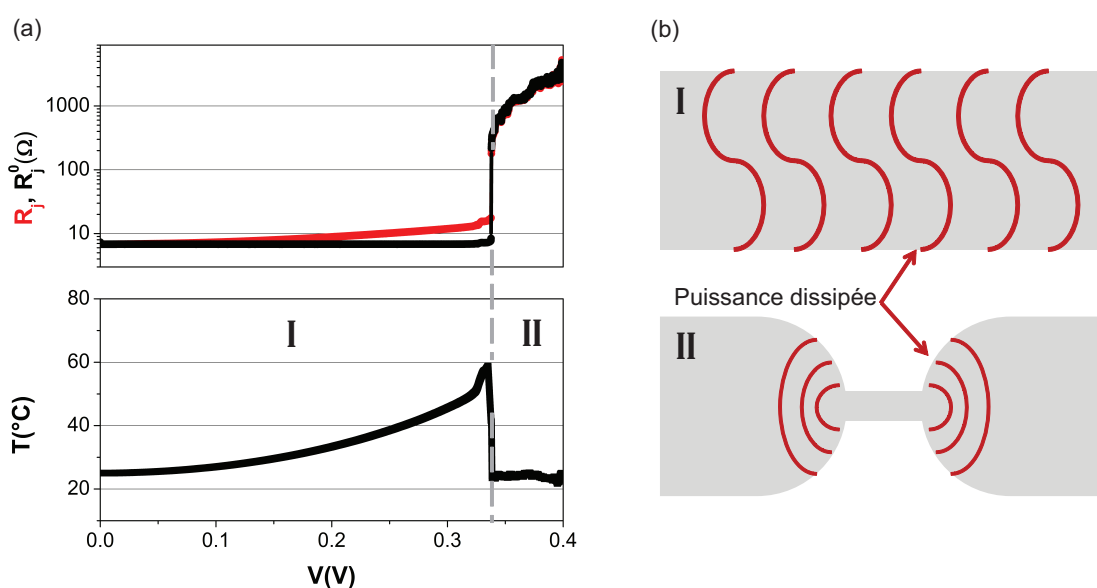 (a)
1000
100
10
R_j, R_j^0(Ω)
80
60
40
20
T(°C)
I
II
0.0 0.1 0.2 0.3 0.4
V(V)
(b)
I
Puissance dissipée
II